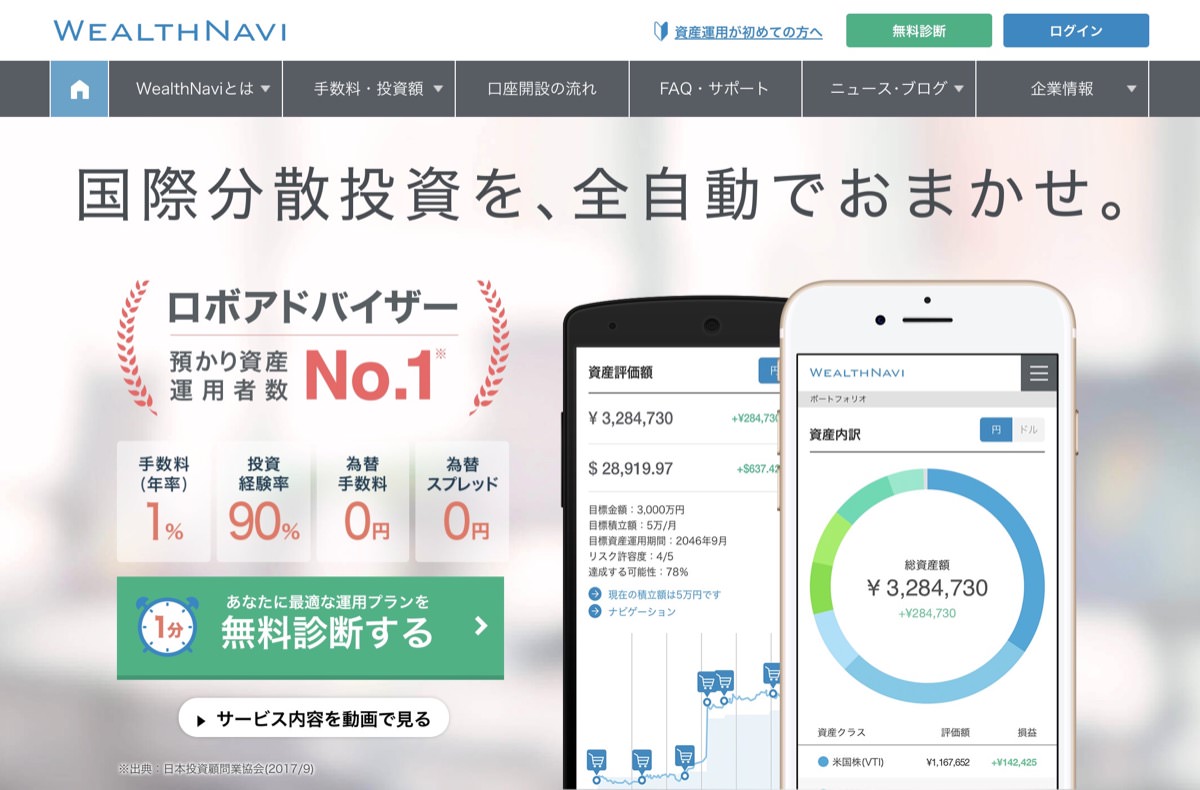 WEALTHNAVI
資産運用が初めての方へ
無料診断
ログイン
WealthNaviとは
手数料・投資額
口座開設の流れ
FAQ・サポート
ニュース・ブログ
企業情報
国際分散投資を、全自動でおまかせ。
ロボアドバイザー
預かり資産
運用者数
No.1※
手数料
(年率)
1%
投資
経験率
90%
為替
手数料
0円
為替
スプレッド
0円
1分
あなたに最適な運用プランを
無料診断する
サービス内容を動画で見る
※出典：日本投資顧問業協会(2017/9)
資産評価額
円
¥ 3,284,730
+¥284,730
$ 28,919.97
+$637.42
目標金額：3,000万円
目標積立額：5万/月
目標資産運用期間：2046年9月
リスク許容度：4/5
達成する可能性：78%
現在の積立額は5万円です
ナビゲーション
WEALTHNAVI
ポートフォリオ
資産内訳
円
ドル
総資産額
¥ 3,284,730
+¥284,730
資産クラス
評価額
損益
米国株(VTI)
¥1,167,652
+¥142,425